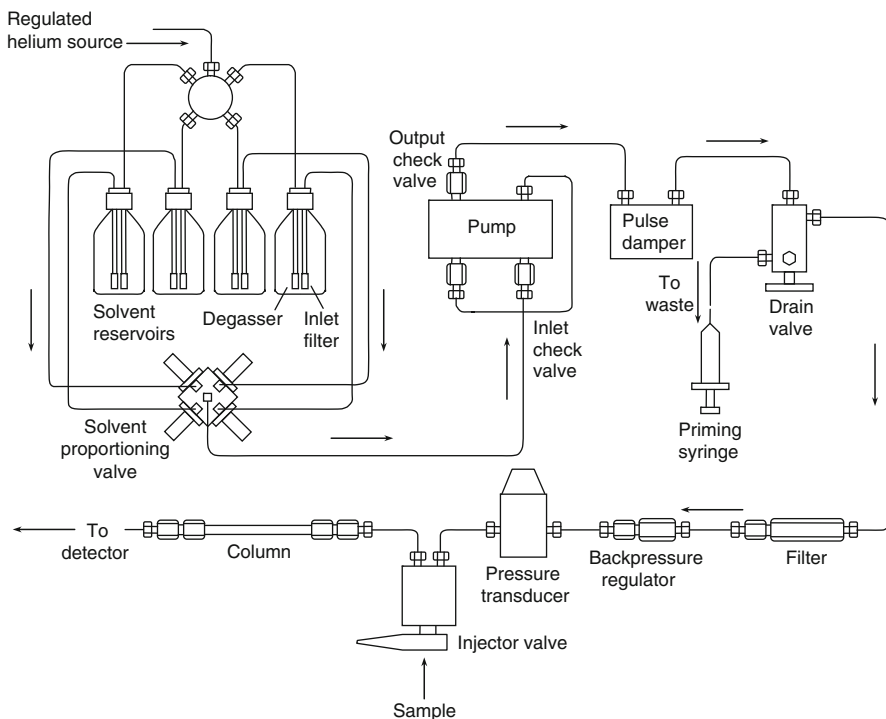 Regulated
helium source
Output
check
valve
Pump
Pulse
damper
To
waste
Drain
valve
Solvent
reservoirs
Degasser
Inlet
filter
Inlet
check
valve
Priming
syringe
Solvent
proportioning
valve
To
detector
Column
Pressure
transducer
Backpressure
regulator
Filter
Injector valve
Sample